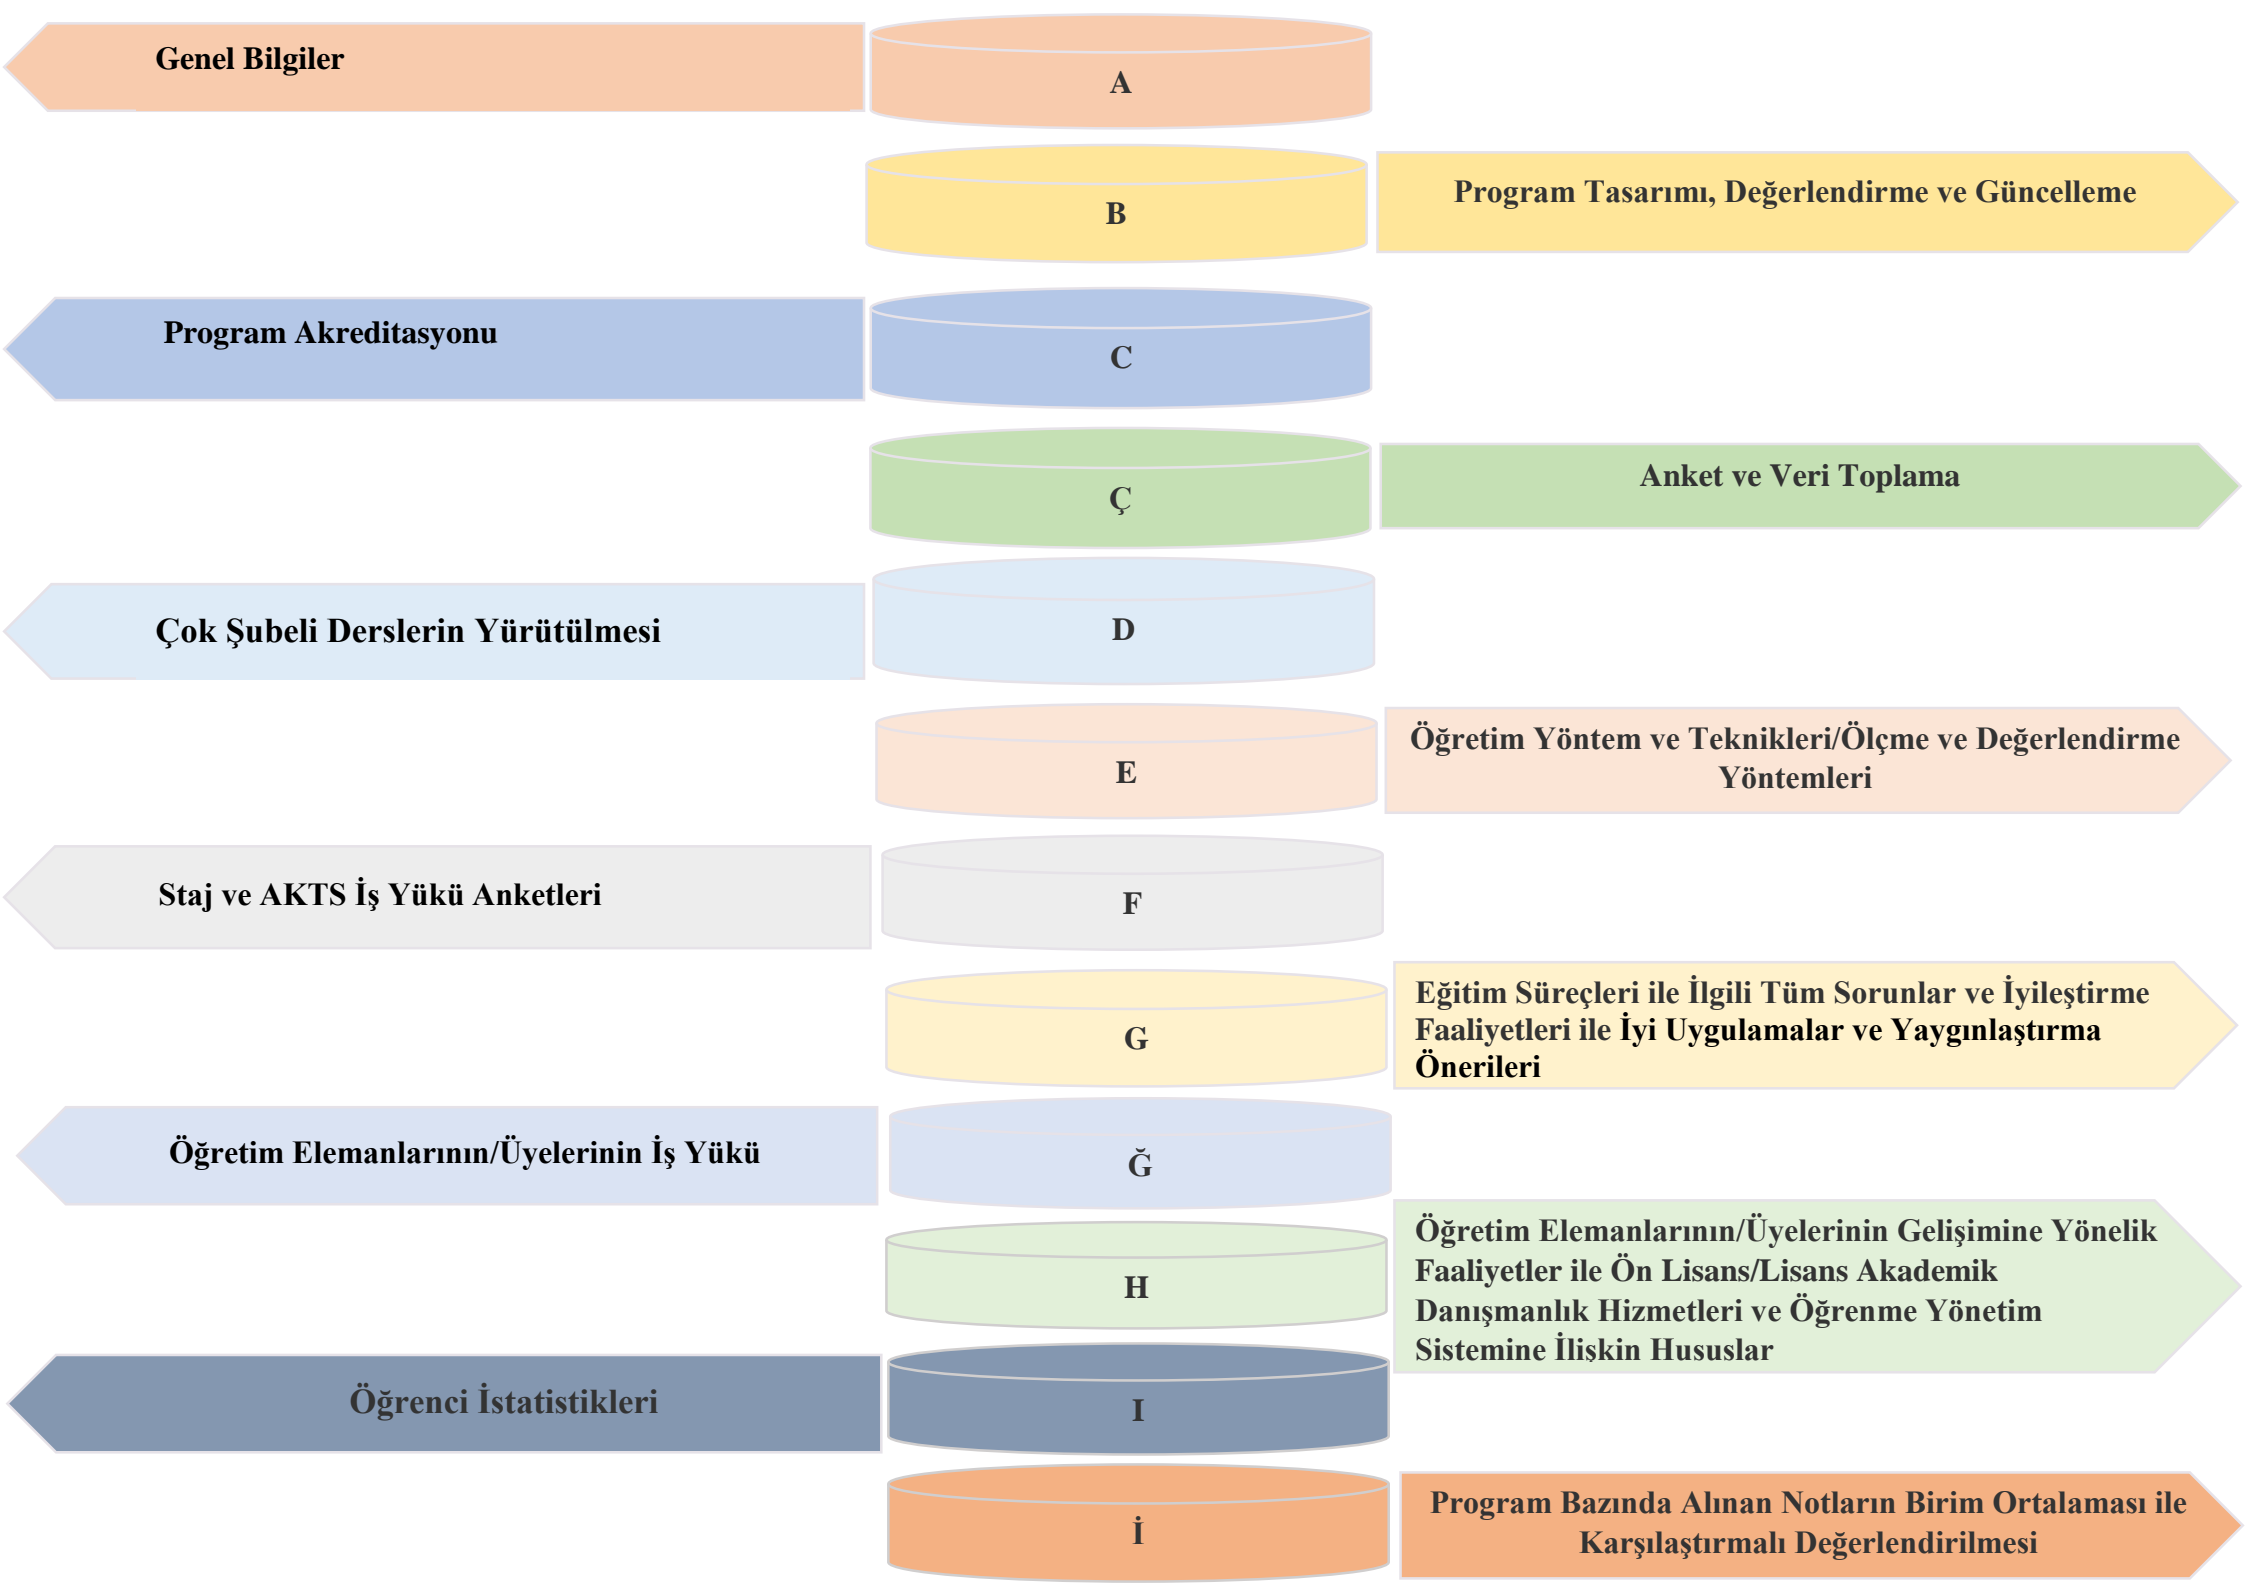 Genel Bilgiler
A
B
Program Tasarımı, Değerlendirme ve Güncelleme
Program Akreditasyonu
C
Ç
Anket ve Veri Toplama
Çok Şubeli Derslerin Yürütülmesi
D
E
Öğretim Yöntem ve Teknikleri/Ölçme ve Değerlendirme
Yöntemleri
Staj ve AKTS İş Yükü Anketleri
F
G
Eğitim Süreçleri ile İlgili Tüm Sorunlar ve İyileştirme
Faaliyetleri ile İyi Uygulamalar ve Yaygınlaştırma
Önerileri
Öğretim Elemanlarının/Üyelerinin İş Yükü
Ğ
H
Öğretim Elemanlarının/Üyelerinin Gelişimine Yönelik
Faaliyetler ile Ön Lisans/Lisans Akademik
Danışmanlık Hizmetleri ve Öğrenme Yönetim
Sistemine İlişkin Hususlar
Öğrenci İstatistikleri
I
İ
Program Bazında Alınan Notların Birim Ortalaması ile
Karşılaştırmalı Değerlendirilmesi